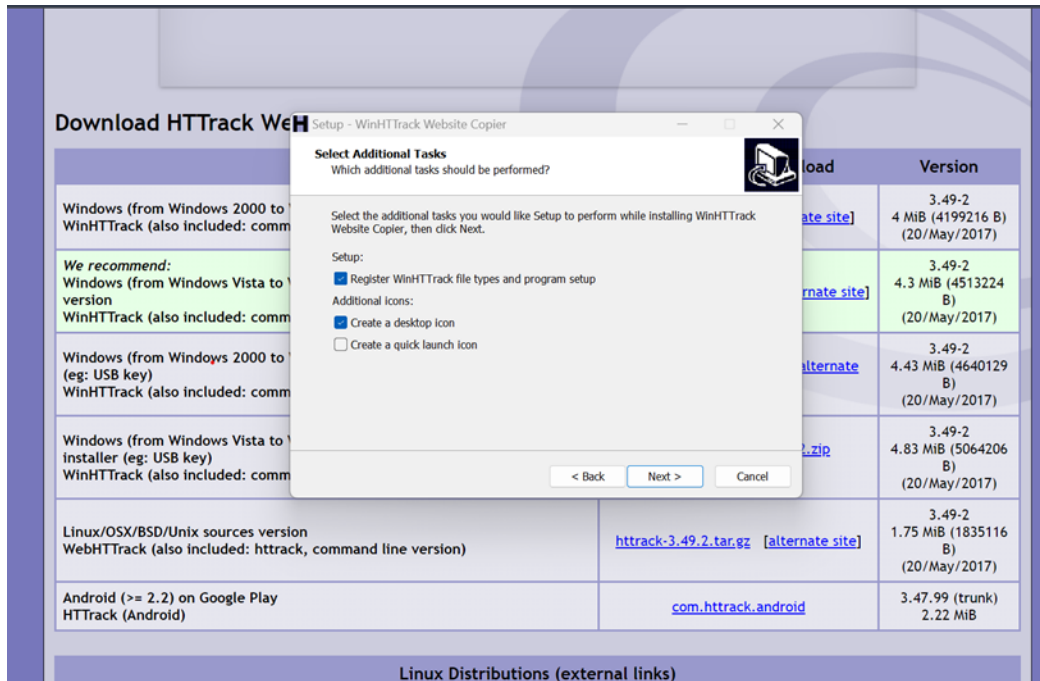 Download HTTrack We
Setup - WinHTTrack Website Copier
Select Additional Tasks
Which additional tasks should be performed?
Select the additional tasks you would like Setup to perform while installing WinHTTrack
Website Copier, then click Next.
Setup:
Register WinHTTrack file types and program setup
Additional icons:
Create a desktop icon
Create a quick launch icon
< Back
Next >
Cancel
load
Version
Windows (from Windows 2000 to
WinHTTrack (also included: comm
ate site]
3.49-2
4 MiB (4199216 B)
(20/May/2017)
We recommend:
Windows (from Windows Vista to
version
WinHTTrack (also included: comm
rnate site]
3.49-2
4.3 MiB (4513224
B)
(20/May/2017)
Windows (from Windows 2000 to
(eg: USB key)
WinHTTrack (also included: comm
alternate
3.49-2
4.43 MiB (4640129
B)
(20/May/2017)
Windows (from Windows Vista to
installer (eg: USB key)
WinHTTrack (also included: comm
2.zip
3.49-2
4.83 MiB (5064206
B)
(20/May/2017)
Linux/OSX/BSD/Unix sources version
WebHTTrack (also included: httrack, command line version)
httrack-3.49.2.tar.gz [alternate site]
3.49-2
1.75 MiB (1835116
B)
(20/May/2017)
Android (>= 2.2) on Google Play
HTTrack (Android)
com.httrack.android
3.47.99 (trunk)
2.22 MiB
Linux Distributions (external links)